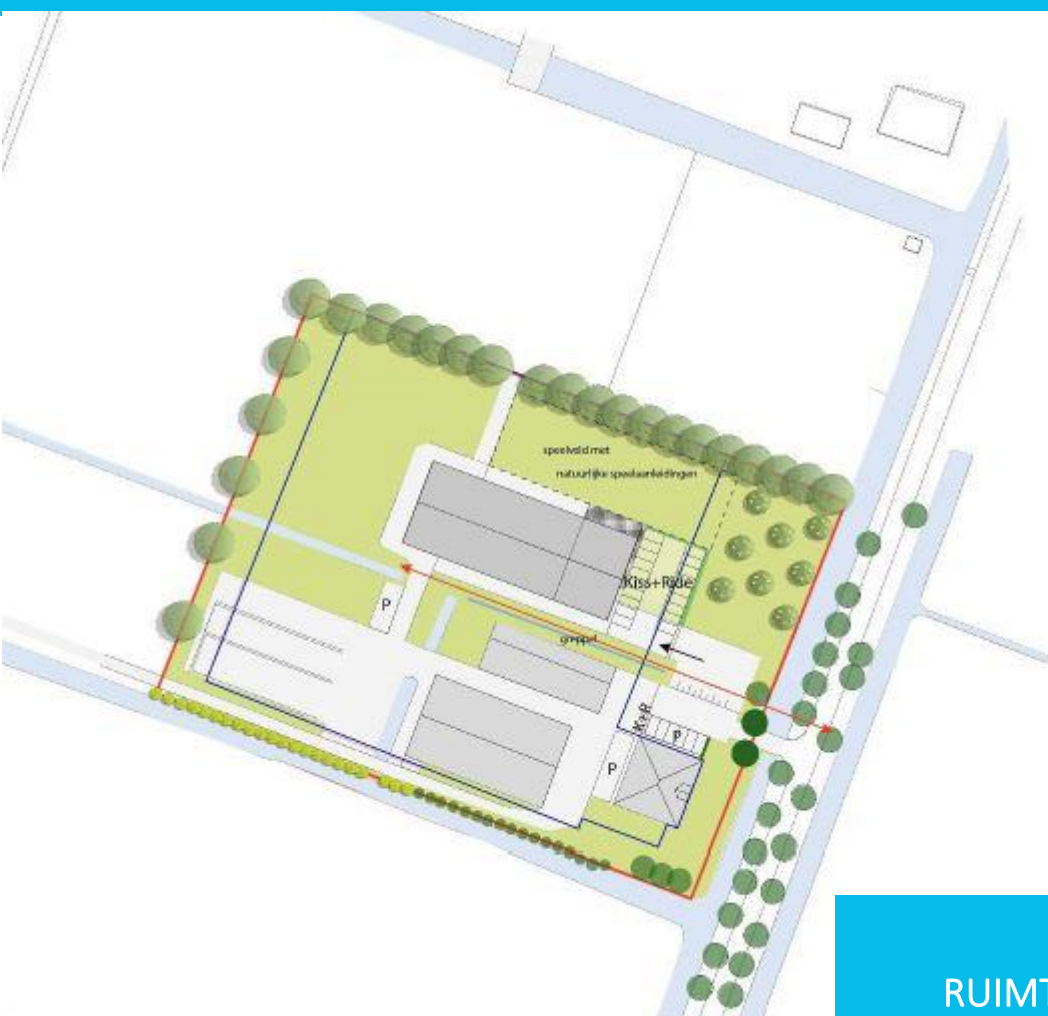 speelveld met
natuurlijke speelaanleidingen
Kiss+Ride
P
greppel
K+R
P
P
RUIMT